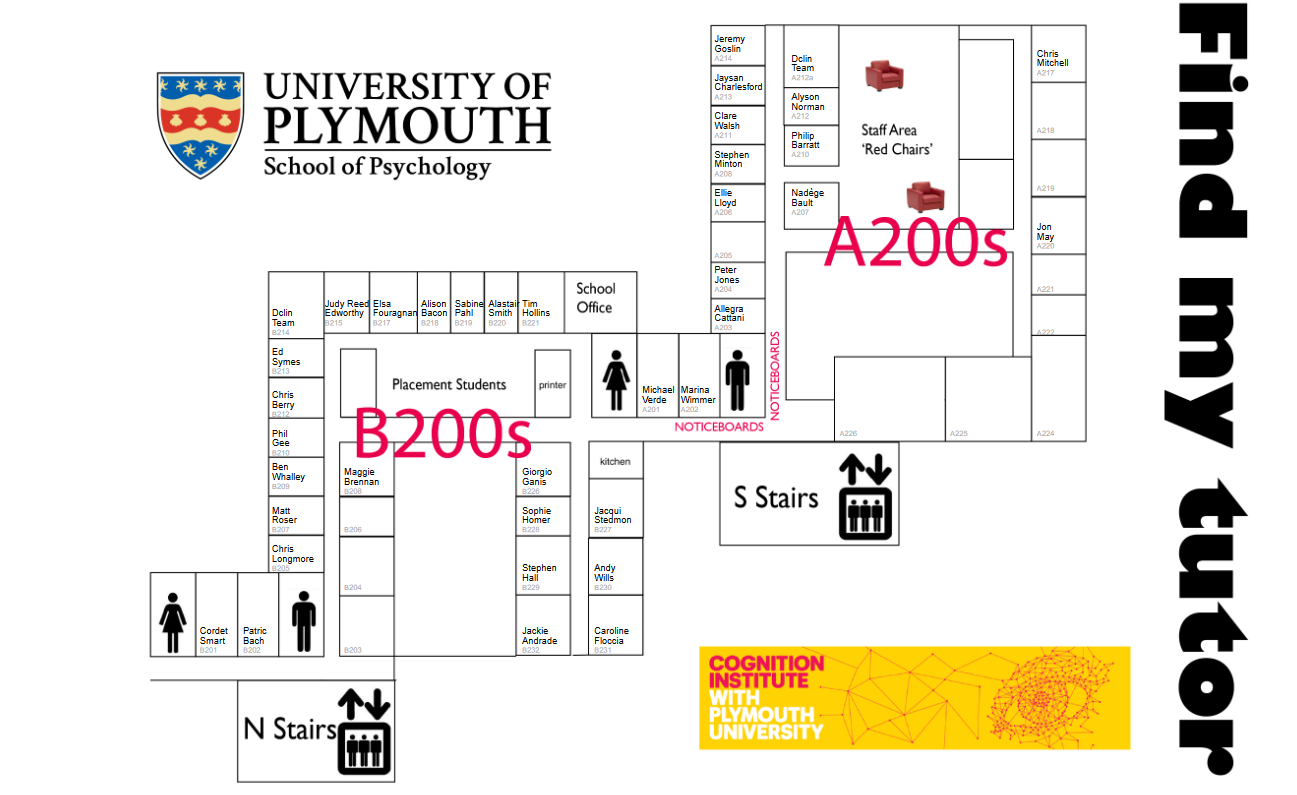 UNIVERSITY OF
PLYMOUTH
School of Psychology
Find my tutor
Jeremy
Goslin
A214
Jaysan
Charlesford
A213
Clare
Walsh
A211
Stephen
Minton
A208
Ellie
Lloyd
A206
A205
Peter
Jones
A204
Allegra
Cattani
A203
Dclin
Team
A212a
Alyson
Norman
A212
Philip
Barratt
A210
Nadège
Bault
A207
Staff Area
‘Red Chairs’
A200s
Chris
Mitchell
A217
A218
A219
Jon
May
A220
A221
A222
A224
A225
A226
NOTICEBOARDS
NOTICEBOARDS
Michael
Verde
A201
Marina
Wimmer
A202
S Stairs
Dclin
Team
B214
Judy Reed
Edworthy
B215
Elsa
Fouragnan
B217
Alison
Bacon
B218
Sabine
Pahl
B219
Alastair
Smith
B220
Tim
Hollins
B221
School
Office
Ed
Symes
B213
Chris
Berry
B212
Phil
Gee
B210
Ben
Whalley
B209
Matt
Roser
B207
Chris
Longmore
B205
Placement Students
printer
B200s
Maggie
Brennan
B208
B206
B204
B203
Giorgio
Ganis
B226
Sophie
Homer
B228
Stephen
Hall
B229
Jackie
Andrade
B232
kitchen
Jacqui
Stedmon
B227
Andy
Wills
B230
Caroline
Floccia
B231
Cordet
Smart
B201
Patric
Bach
B202
N Stairs
COGNITION
INSTITUTE
WITH
PLYMOUTH
UNIVERSITY